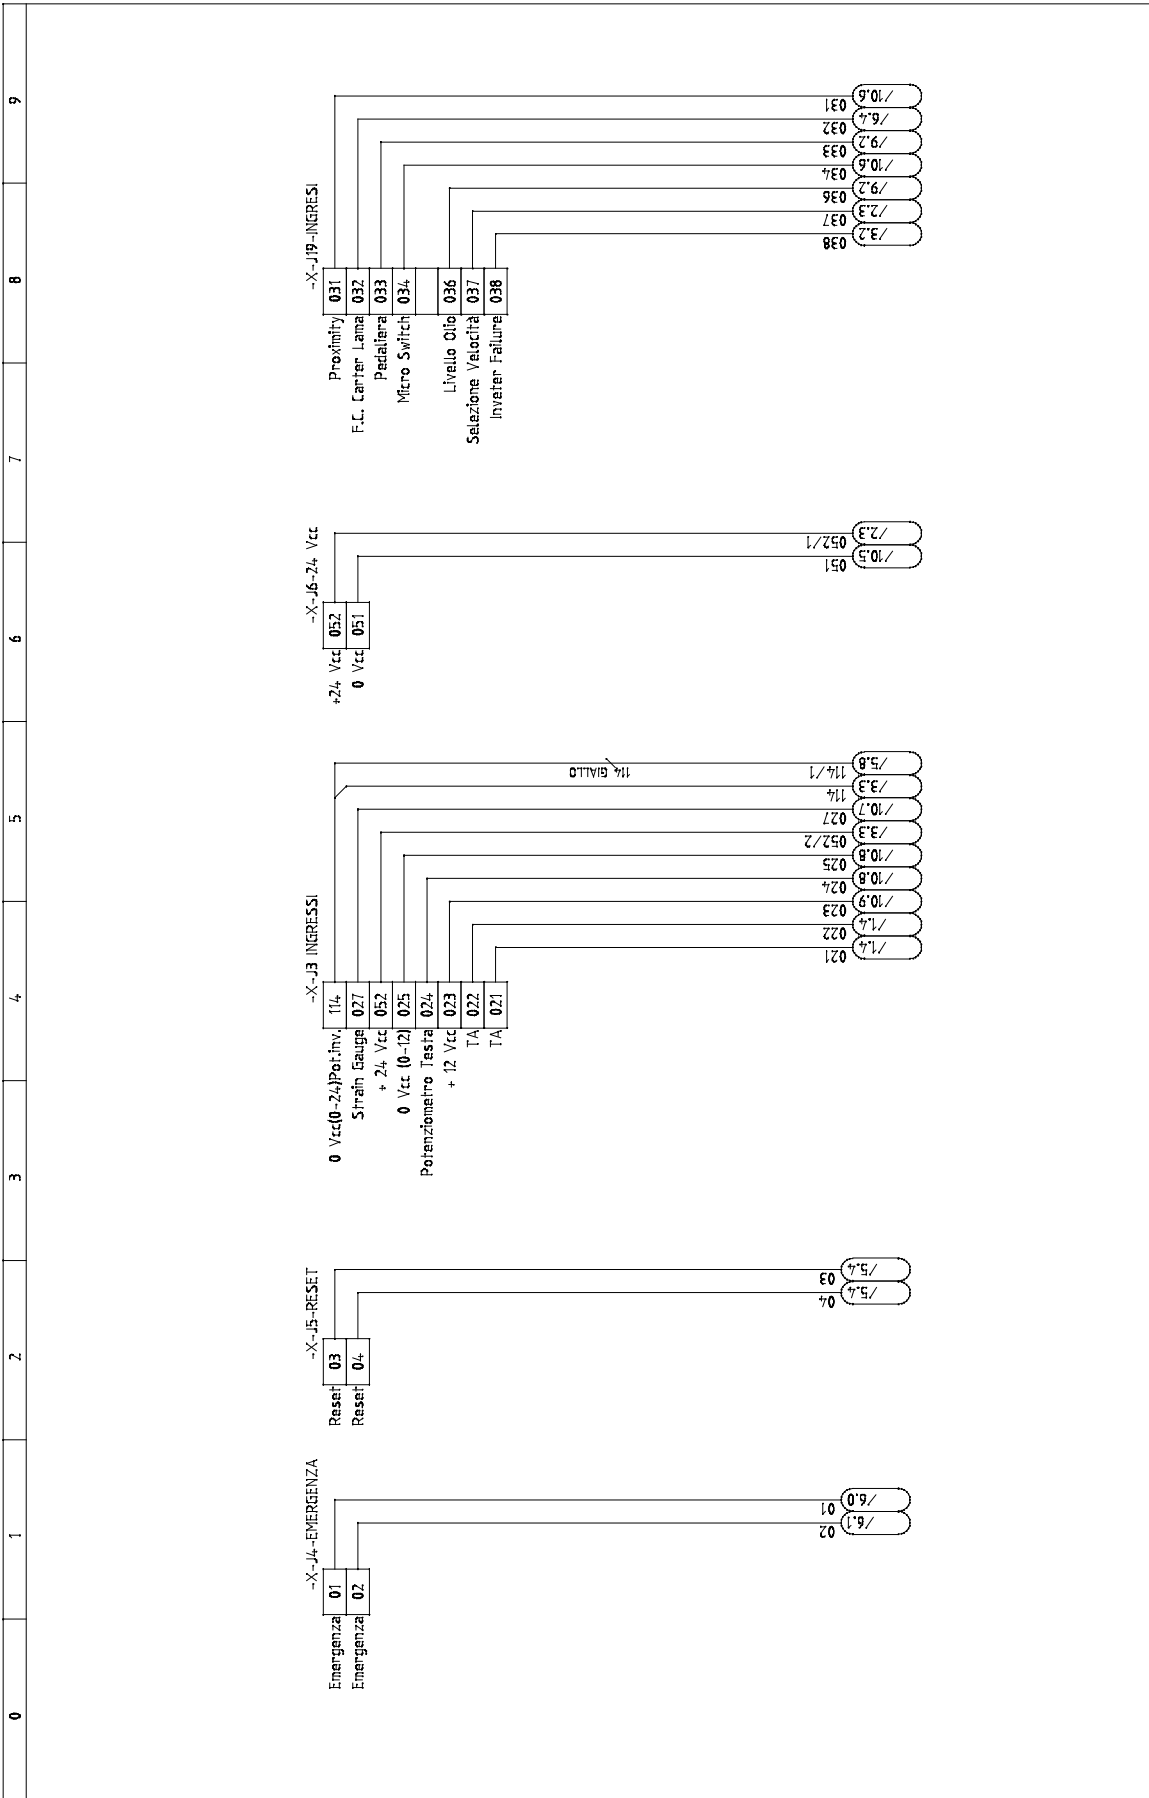 0
1
2
3
4
5
6
7
8
9
-X-J4-EMERGENZA
Emergenza 01
Emergenza 02
01 /6.0
02 /6.1
-X-J5-RESET
Reset 03
Reset 04
03 /5.4
04 /5.4
-X-J3 INGRESSI
0 Vcc(0-24)Pot.inv. 114
Strain Gauge 027
+ 24 Vcc 052
0 Vcc (0-12) 025
Potenziometro Testa 024
+ 12 Vcc 023
TA 022
TA 021
114 GIALLO
114/1 /5.8
114 /3.3
027 /10.7
052/2 /3.3
025 /10.8
024 /10.8
023 /10.9
022 /1.4
021 /1.4
-X-J6-24 Vcc
+24 Vcc 052
0 Vcc 051
052/1 /2.3
051 /10.5
-X-J19-INGRESI
Proximity 031
F.C. Carter Lama 032
Pedaliera 033
Micro Switch 034
Livello Olio 036
Selezione Velocità 037
Inveter Failure 038
031 /10.6
032 /6.4
033 /9.2
034 /10.6
036 /9.2
037 /2.3
038 /3.2